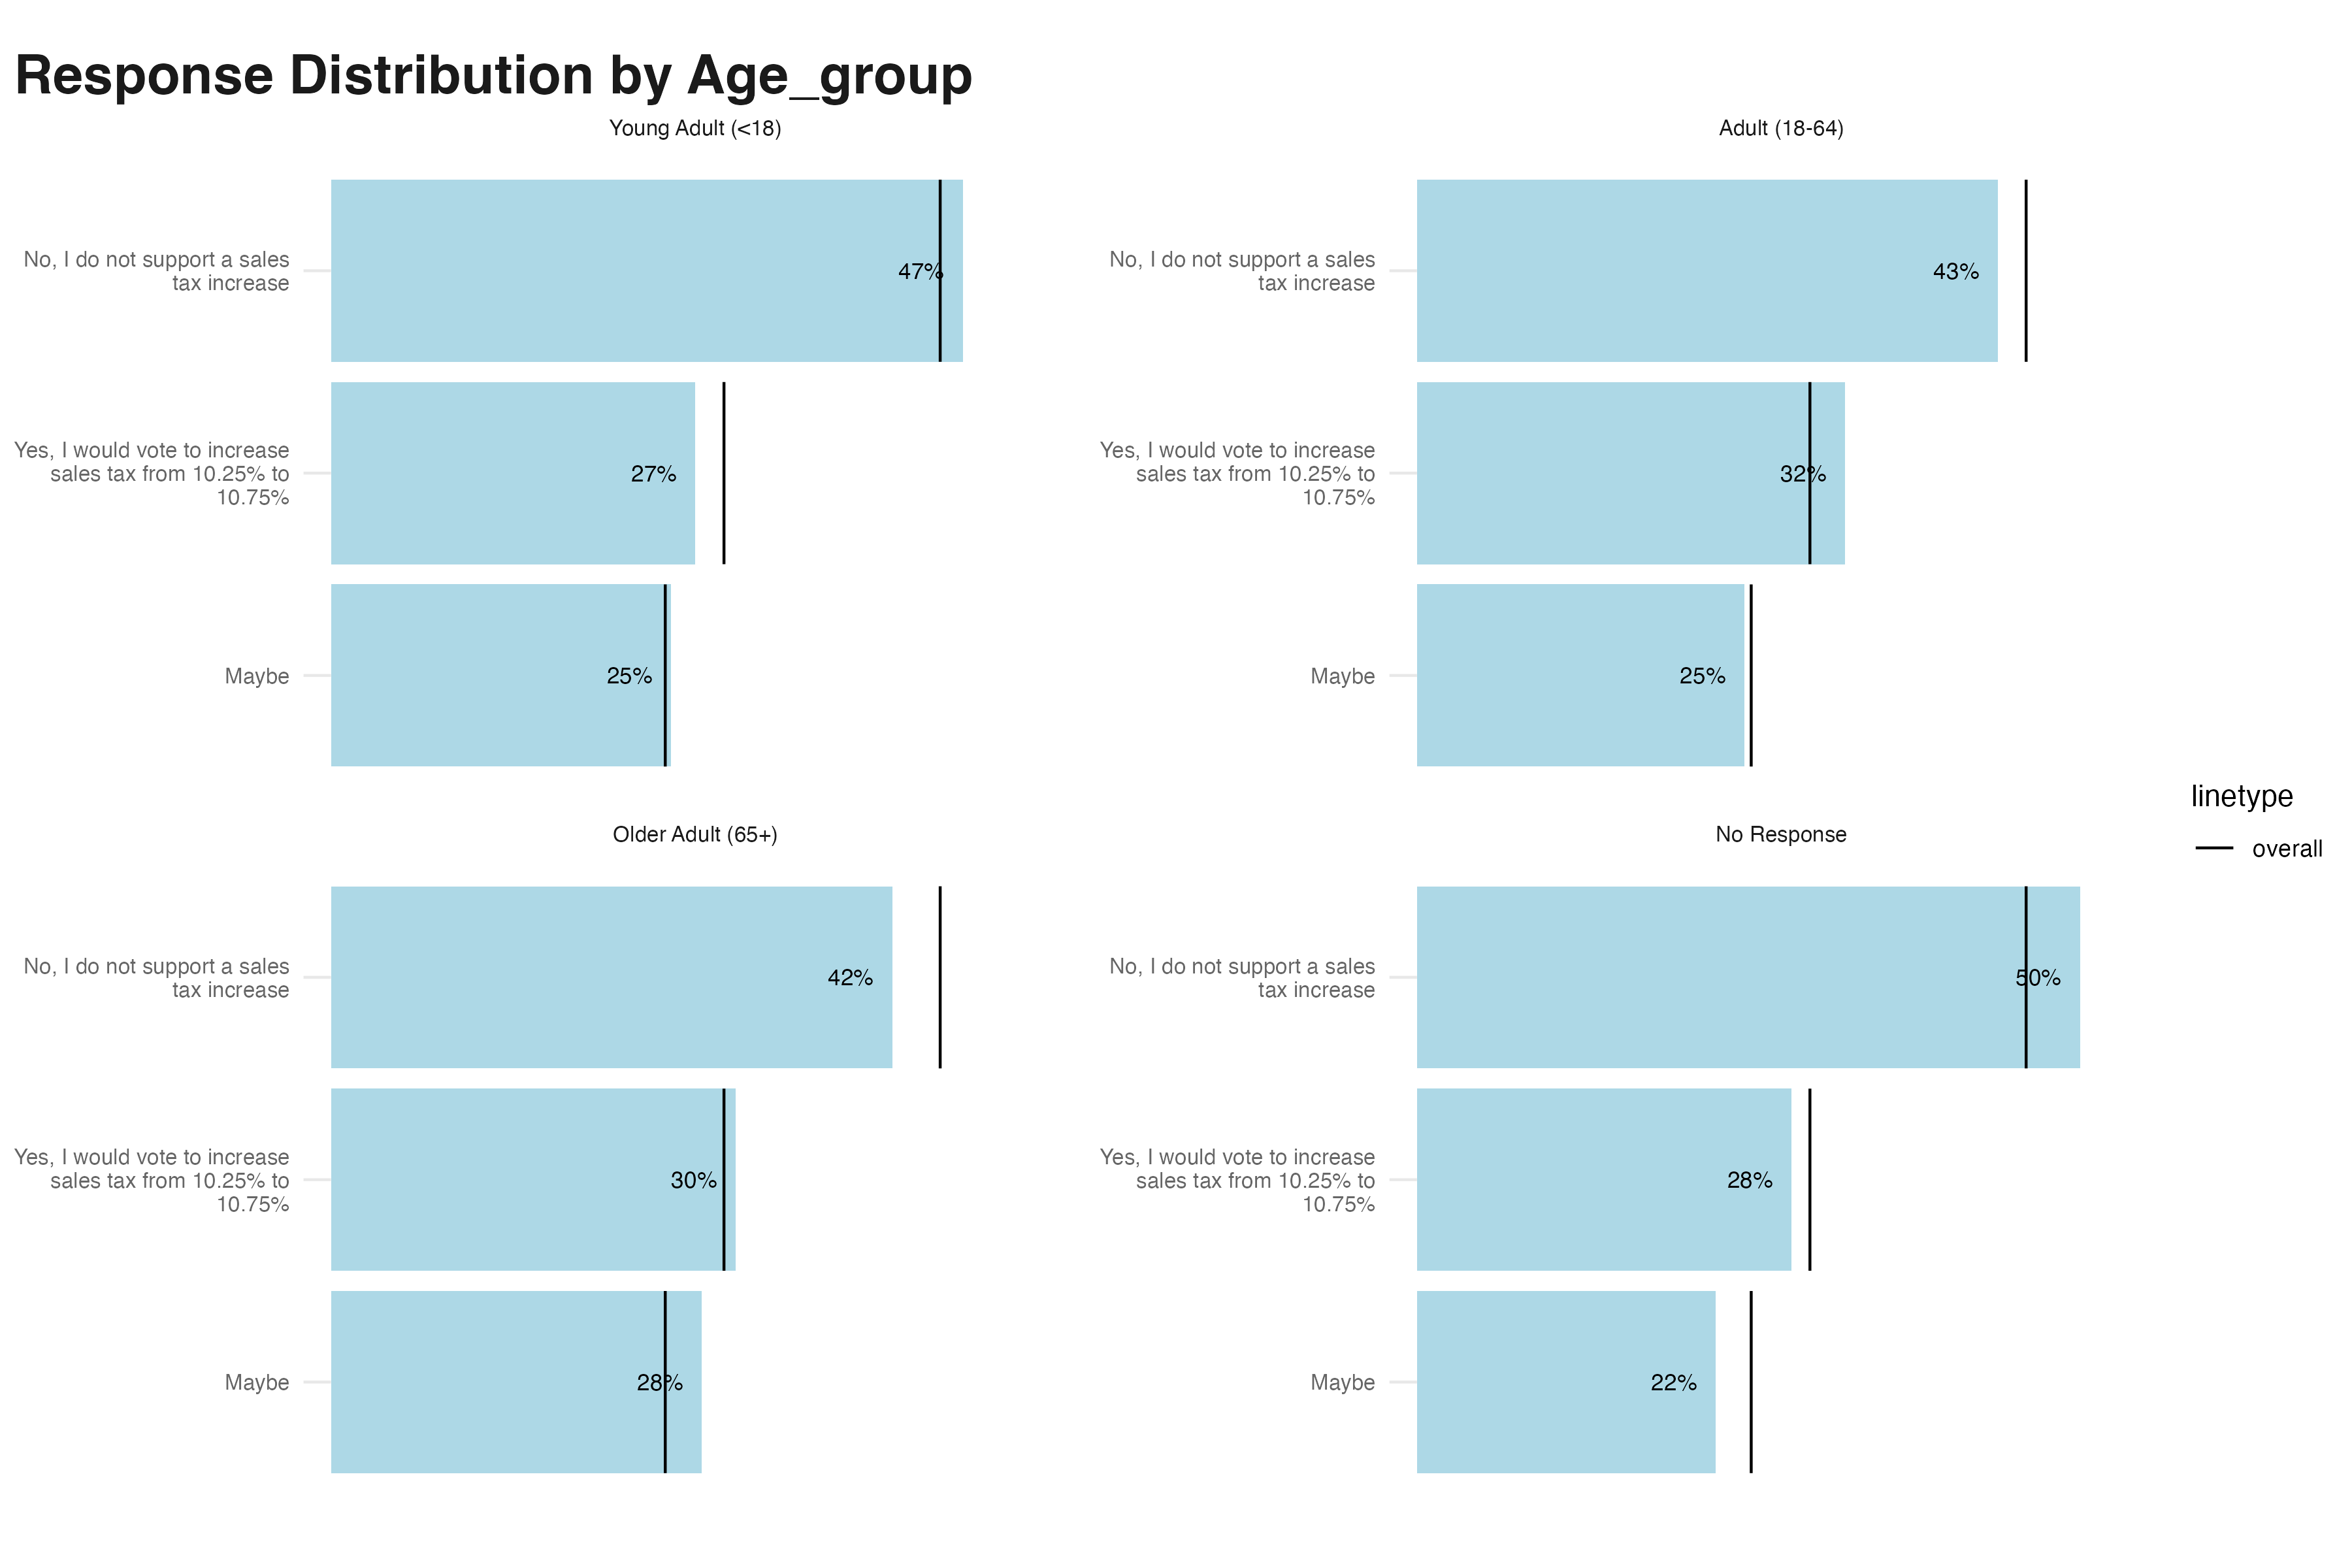 Response Distribution by Age_group
Young Adult (<18)
No, I do not support a sales
tax increase
47%
Yes, I would vote to increase
sales tax from 10.25% to
10.75%
27%
Maybe
25%
Adult (18-64)
No, I do not support a sales
tax increase
43%
Yes, I would vote to increase
sales tax from 10.25% to
10.75%
32%
Maybe
25%
Older Adult (65+)
No, I do not support a sales
tax increase
42%
Yes, I would vote to increase
sales tax from 10.25% to
10.75%
30%
Maybe
28%
No Response
No, I do not support a sales
tax increase
50%
Yes, I would vote to increase
sales tax from 10.25% to
10.75%
28%
Maybe
22%
linetype
overall